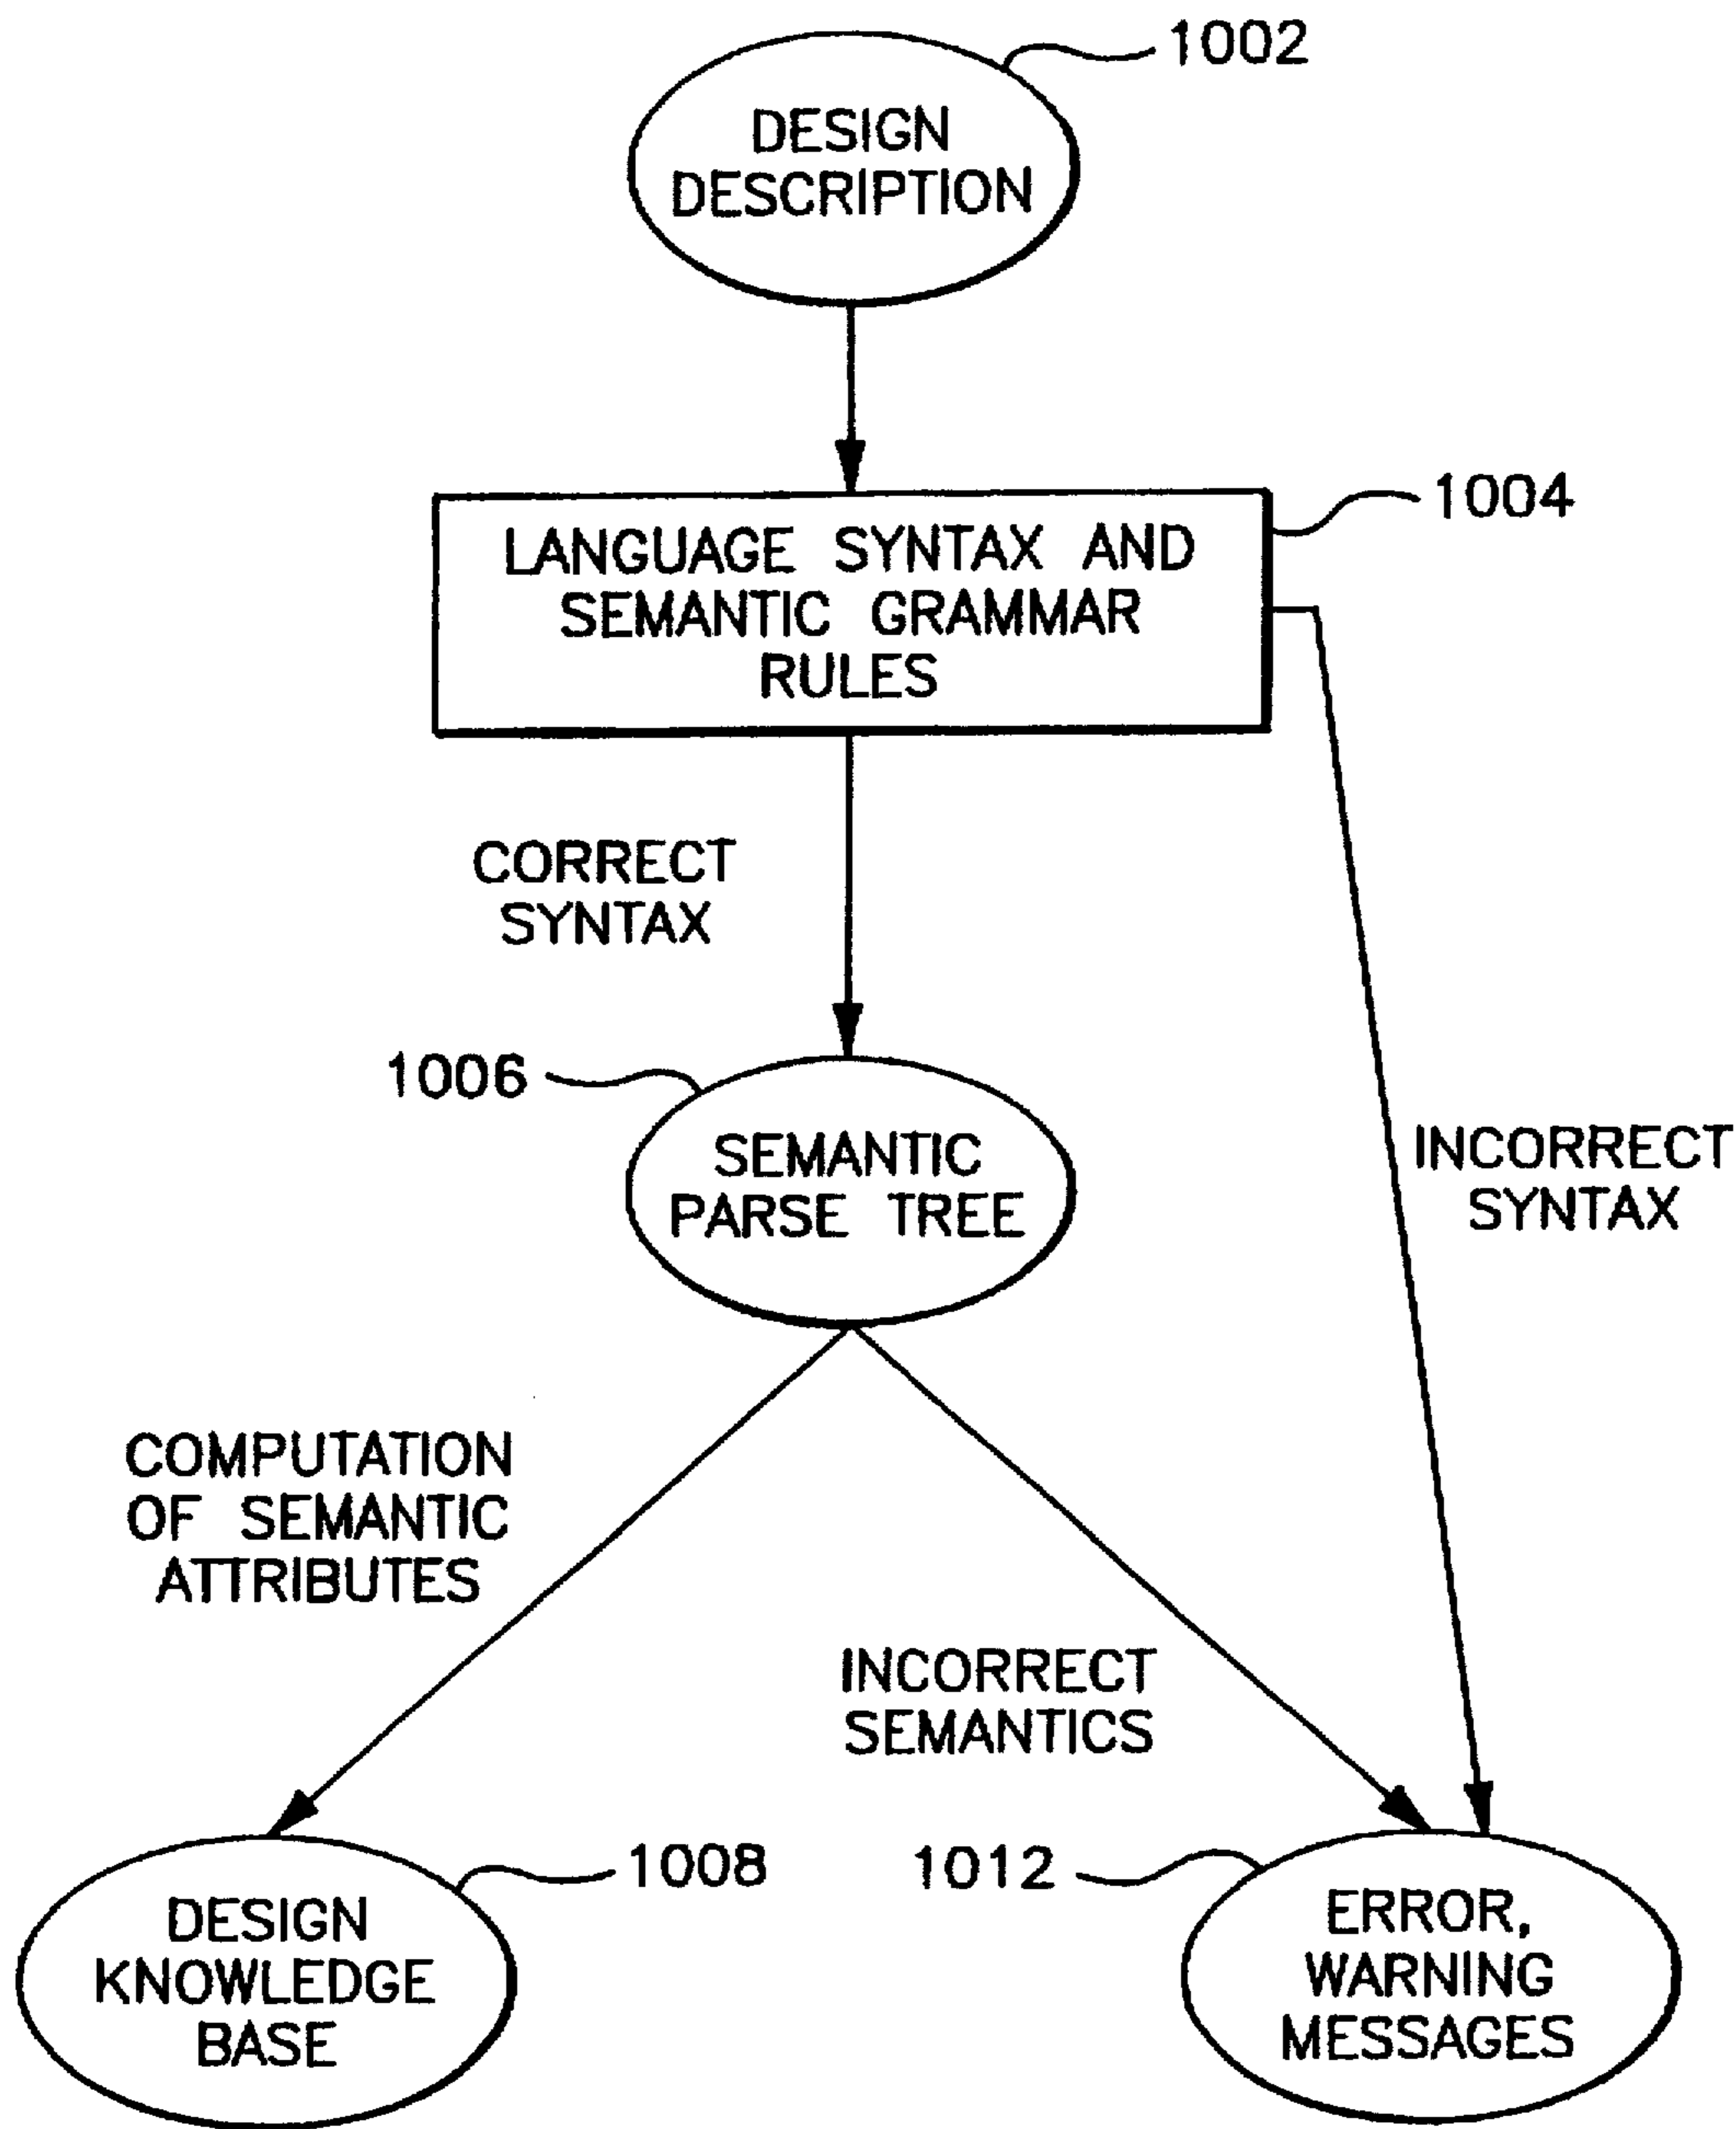 1002
DESIGN
DESCRIPTION
1004
LANGUAGE SYNTAX AND
SEMANTIC GRAMMAR
RULES
CORRECT
SYNTAX
1006
SEMANTIC
PARSE TREE
INCORRECT
SYNTAX
COMPUTATION
OF SEMANTIC
ATTRIBUTES
INCORRECT
SEMANTICS
1008
DESIGN
KNOWLEDGE
BASE
1012
ERROR,
WARNING
MESSAGES